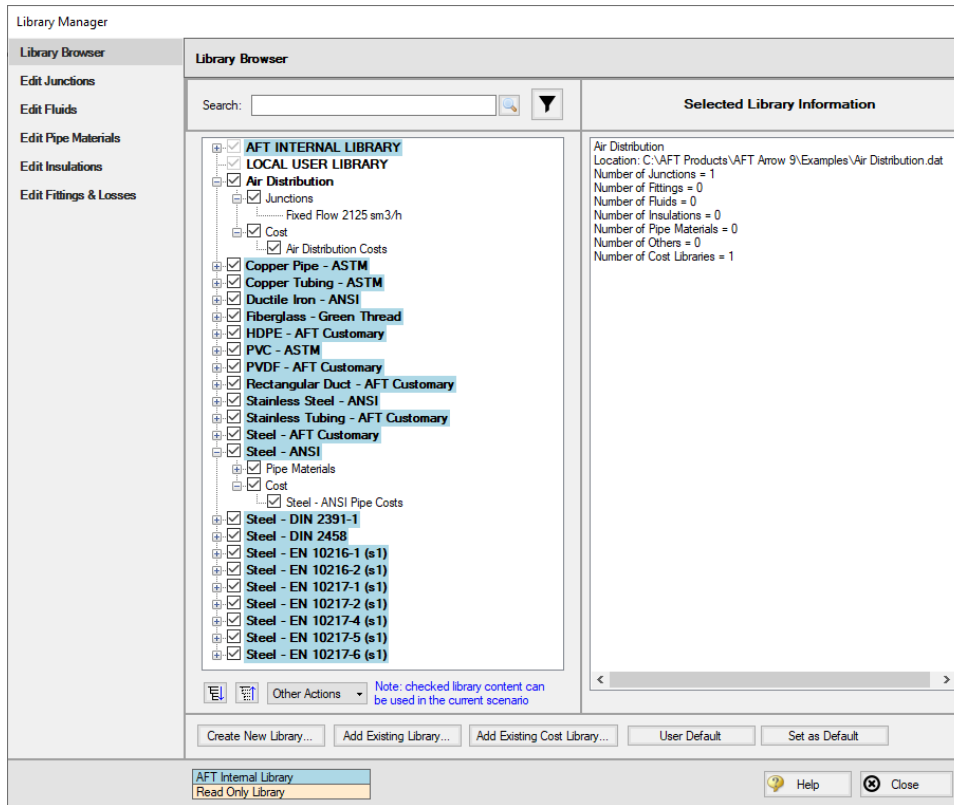 Library Manager
Library Browser
Edit Junctions
Edit Fluids
Edit Pipe Materials
Edit Insulations
Edit Fittings & Losses
Library Browser
Search:
AFT INTERNAL LIBRARY
LOCAL USER LIBRARY
Air Distribution
Junctions
Fixed Flow 2125 sm3/h
Cost
Air Distribution Costs
Copper Pipe - ASTM
Copper Tubing - ASTM
Ductile Iron - ANSI
Fiberglass - Green Thread
HDPE - AFT Customary
PVC - ASTM
PVDF - AFT Customary
Rectangular Duct - AFT Customary
Stainless Steel - ANSI
Stainless Tubing - AFT Customary
Steel - AFT Customary
Steel - ANSI
Pipe Materials
Cost
Steel - ANSI Pipe Costs
Steel - DIN 2391-1
Steel - DIN 2458
Steel - EN 10216-1 (s1)
Steel - EN 10216-2 (s1)
Steel - EN 10217-1 (s1)
Steel - EN 10217-2 (s1)
Steel - EN 10217-4 (s1)
Steel - EN 10217-5 (s1)
Steel - EN 10217-6 (s1)
Other Actions
Note: checked library content can
be used in the current scenario
Selected Library Information
Air Distribution
Location: C:\AFT Products\AFT Arrow 9\Examples\Air Distribution.dat
Number of Junctions = 1
Number of Fittings = 0
Number of Fluids = 0
Number of Insulations = 0
Number of Pipe Materials = 0
Number of Others = 0
Number of Cost Libraries = 1
Create New Library...
Add Existing Library...
Add Existing Cost Library...
User Default
Set as Default
AFT Internal Library
Read Only Library
Help
Close